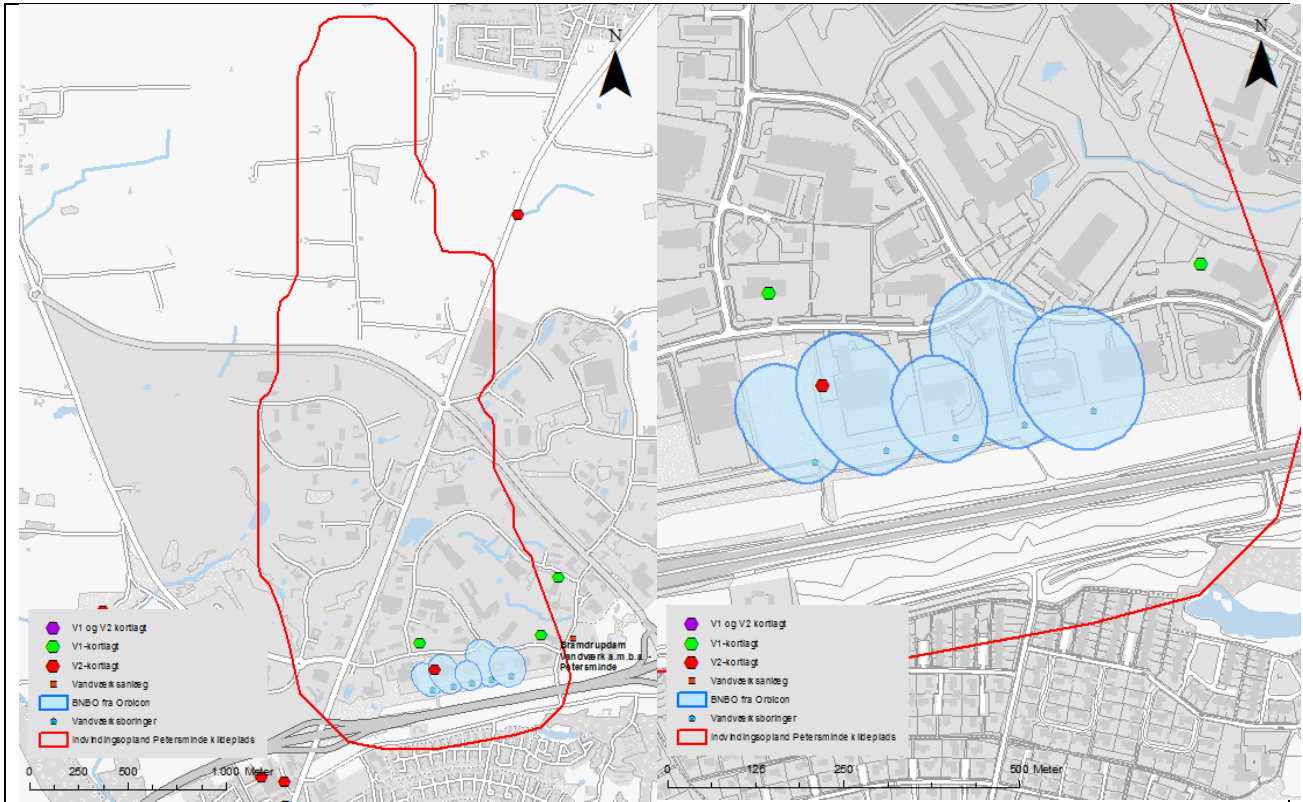 N
Bramdrupdam
Vandværk a.m.b.a. -
Petersminde
V1 og V2 kortlagt
V1-kortlagt
V2-kortlagt
Vandværksanlæg
BNBO fra Orbicon
Vandværksboringer
Indvindingsopland Petersminde kildeplads
0 250 500 1.000 Meter
N
V1 og V2 kortlagt
V1-kortlagt
V2-kortlagt
Vandværksanlæg
BNBO fra Orbicon
Vandværksboringer
Indvindingsopland Petersminde kildeplads
0 125 250 500 Meter